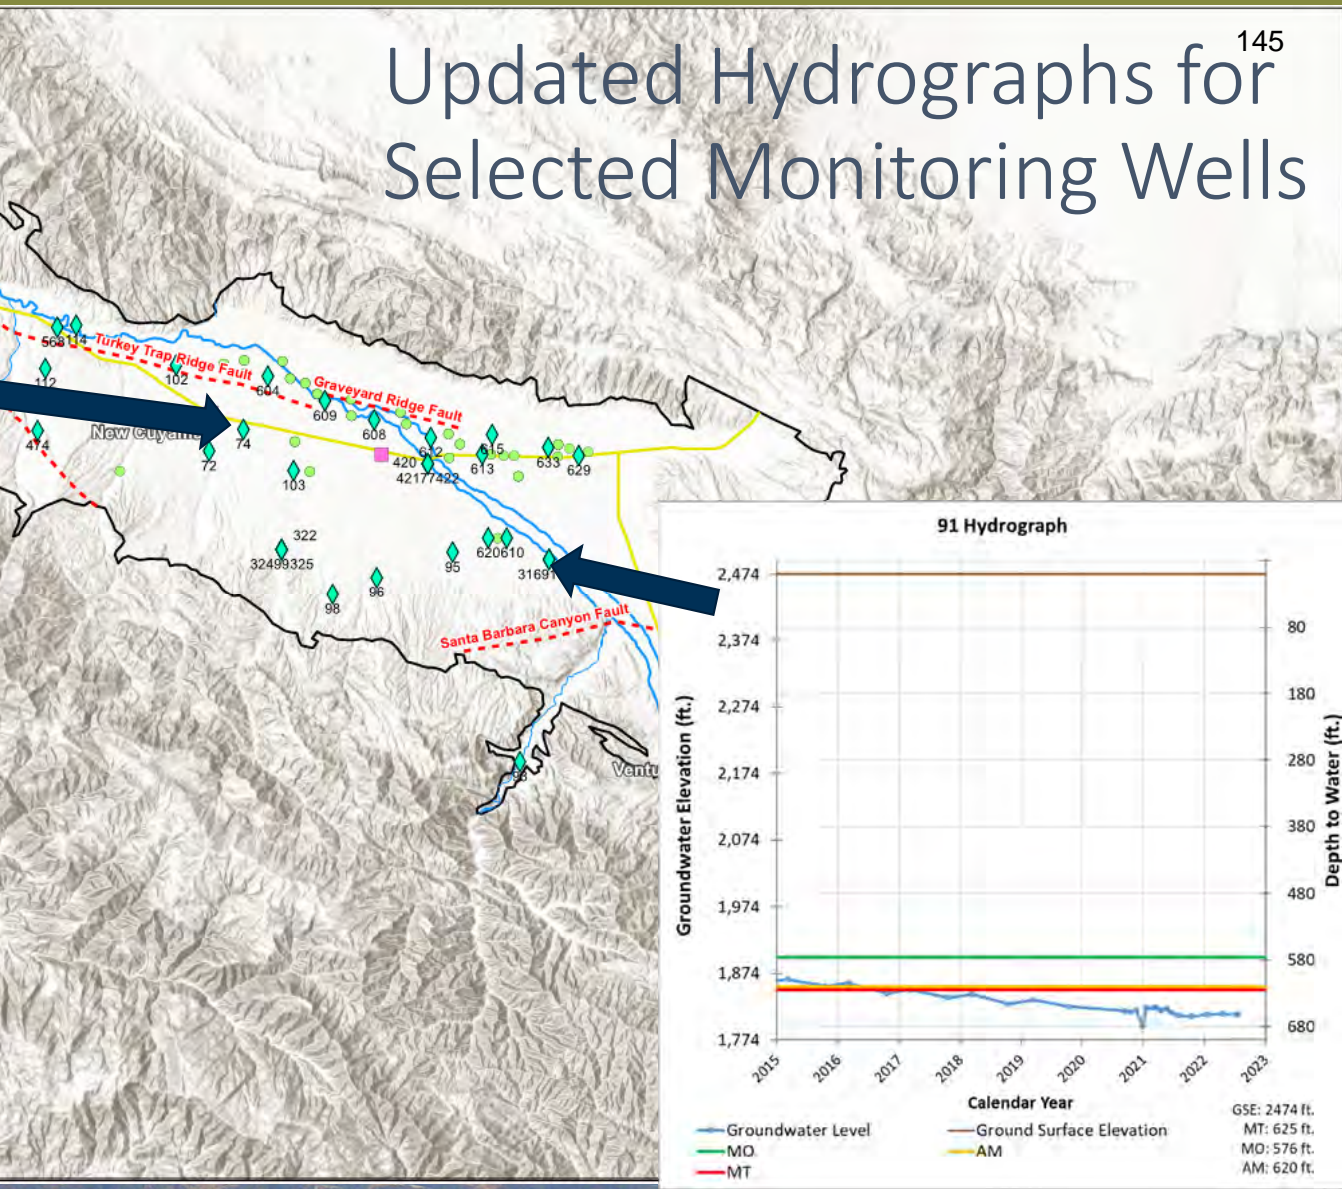 145
Updated Hydrographs for
Selected Monitoring Wells
568114
Turkey Trap Ridge Fault
112
102
604
Graveyard Ridge Fault
609
608
474
New Cuyama
74
72
612
615
420
42177422
613
633
629
103
322
32499325
95
620610
31691
96
98
Santa Barbara Canyon Fault
93
Ventu
91 Hydrograph
Groundwater Elevation (ft.)
2,474
2,374
2,274
2,174
2,074
1,974
1,874
1,774
80
180
280
380
480
580
680
Depth to Water (ft.)
2015
2016
2017
2018
2019
2020
2021
2022
2023
Calendar Year
Groundwater Level
Ground Surface Elevation
MO
AM
MT
GSE: 2474 ft.
MT: 625 ft.
MO: 576 ft.
AM: 620 ft.